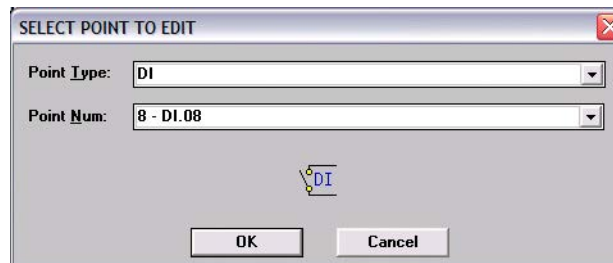 SELECT POINT TO EDIT
Point Type: DI
Point Num: 8 - DI.08
DI
OK Cancel